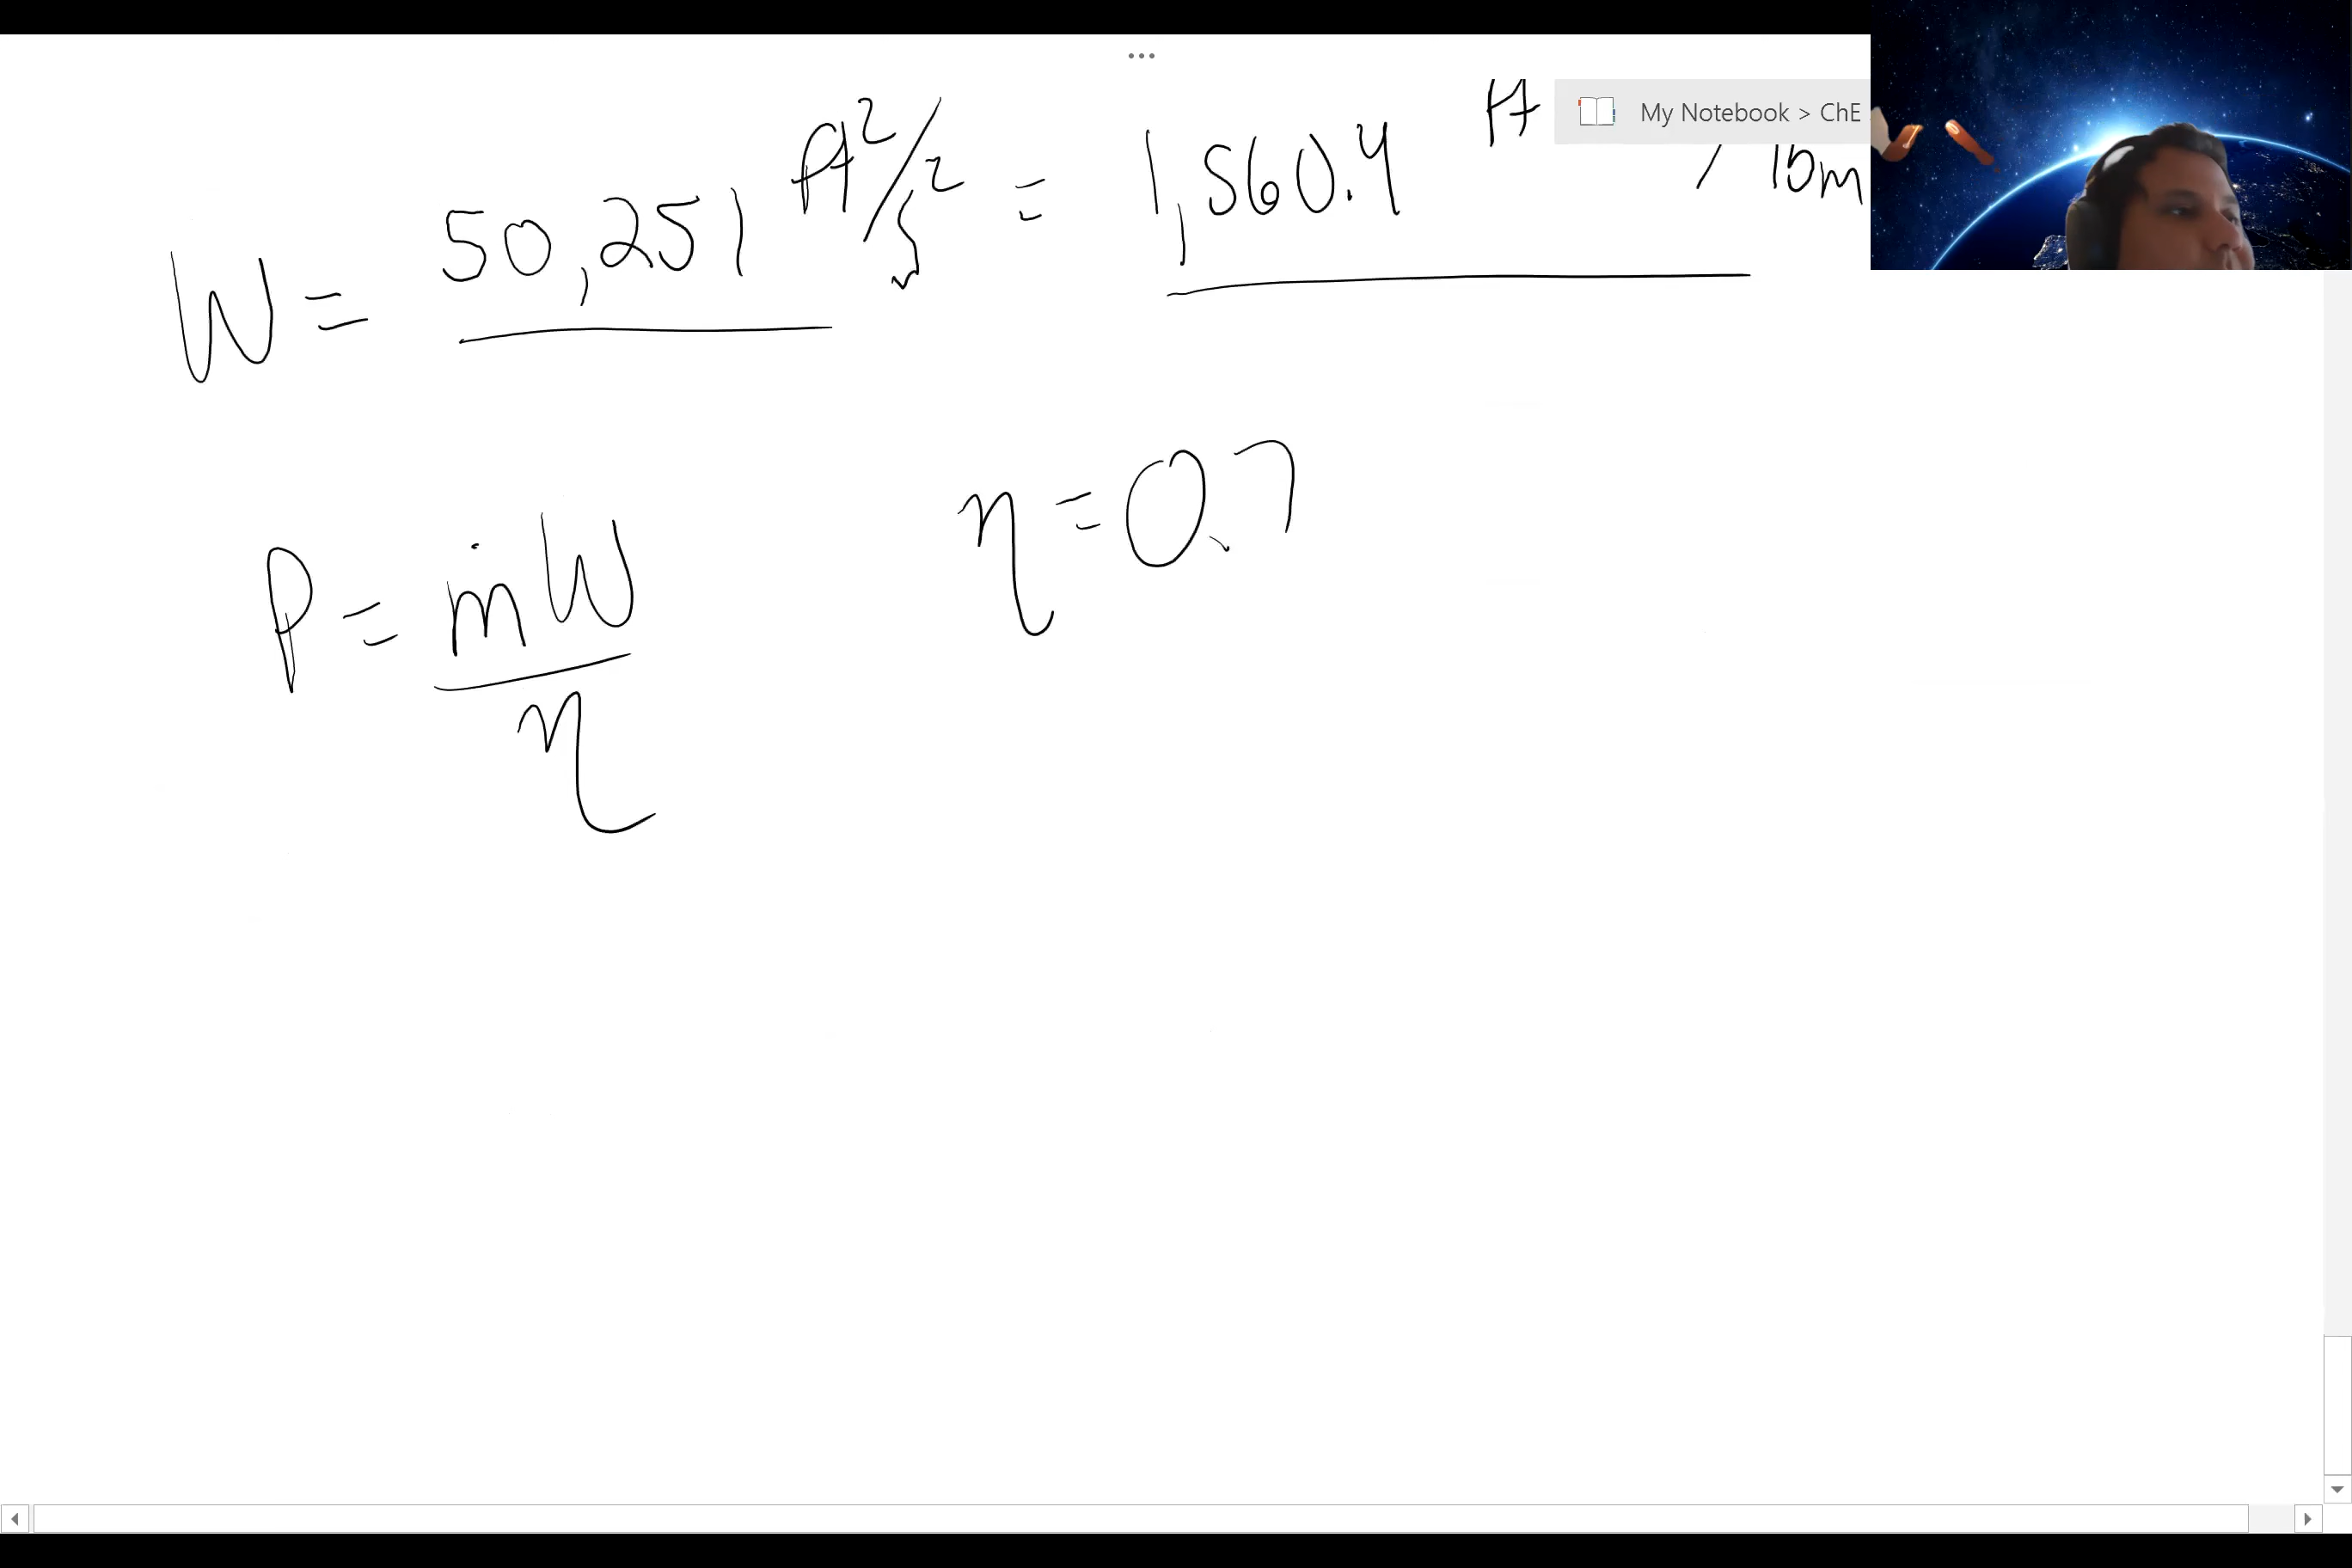 My Notebook > ChE
W = 50,251 ft²/s² = 1,560.4 ft / lbm
P = ṁW/η
η = 0.7